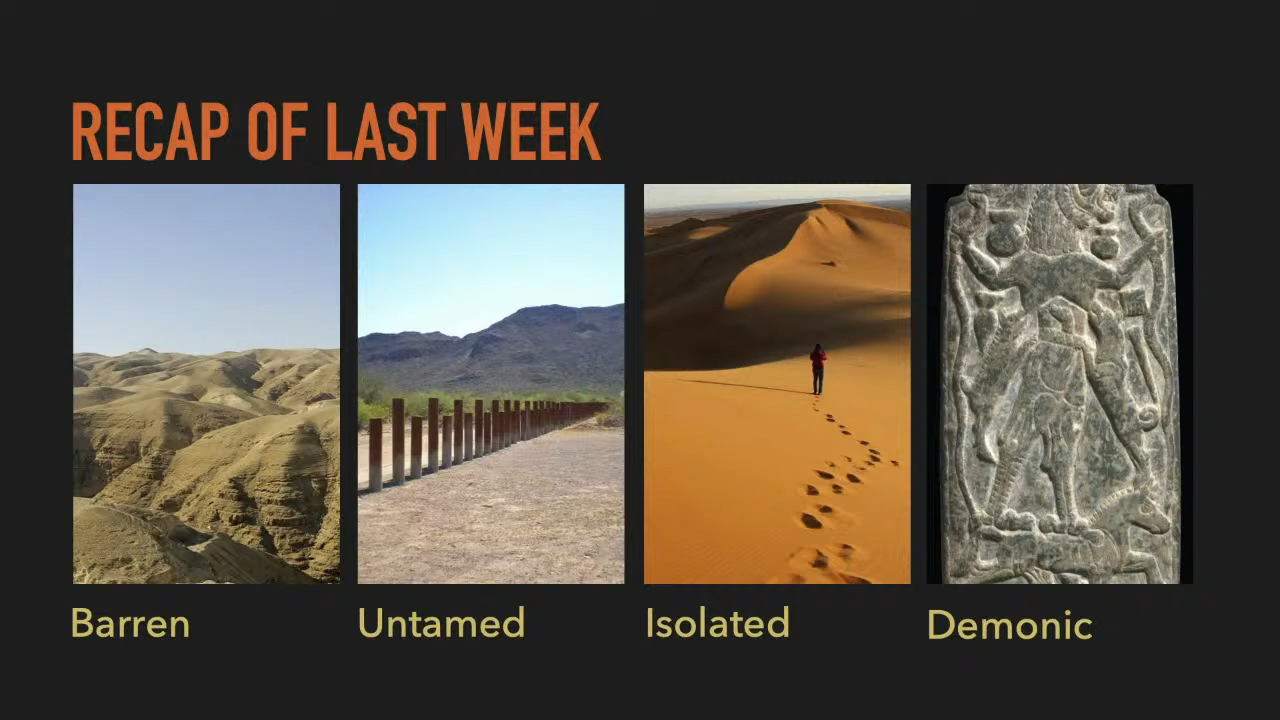 RECAP OF LAST WEEK
Barren
Untamed
Isolated
Demonic